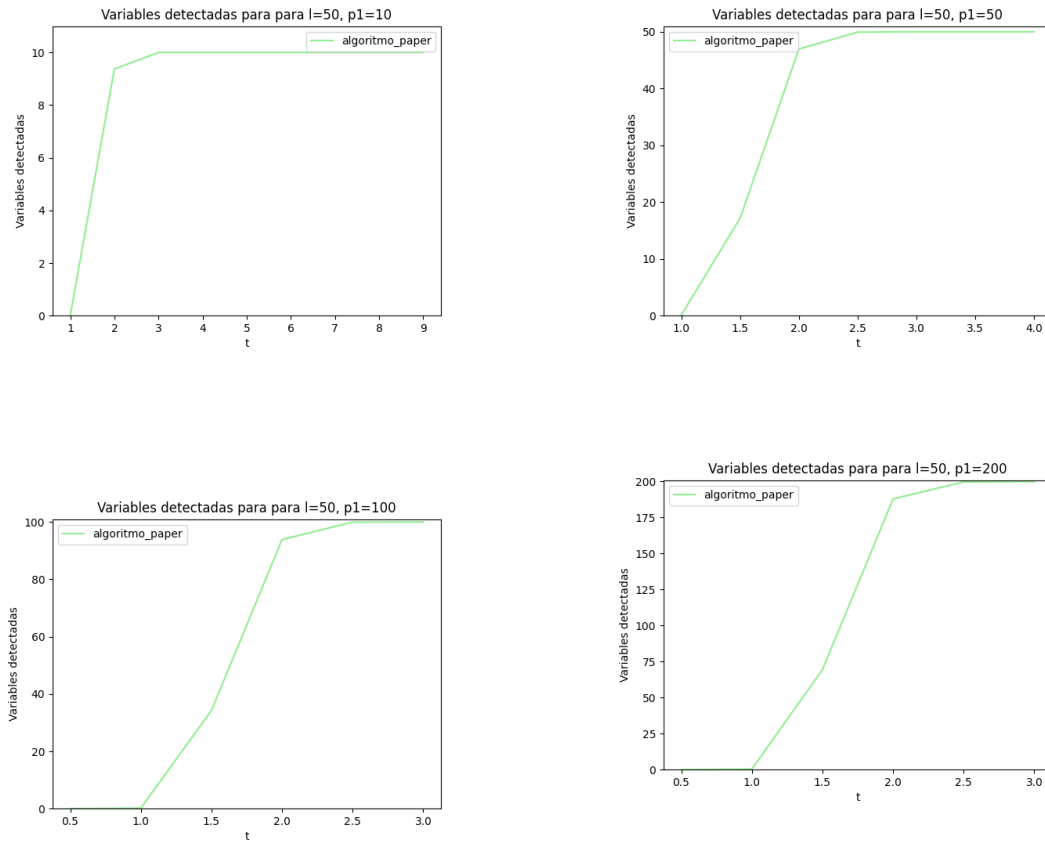 Variables detectadas para para l=50, p1=10
algoritmo_paper
Variables detectadas
10
8
6
4
2
0
1 2 3 4 5 6 7 8 9
t
Variables detectadas para para l=50, p1=50
algoritmo_paper
Variables detectadas
50
40
30
20
10
0
1.0 1.5 2.0 2.5 3.0 3.5 4.0
t
Variables detectadas para para l=50, p1=100
algoritmo_paper
Variables detectadas
100
80
60
40
20
0
0.5 1.0 1.5 2.0 2.5 3.0
t
Variables detectadas para para l=50, p1=200
algoritmo_paper
Variables detectadas
200
175
150
125
100
75
50
25
0
0.5 1.0 1.5 2.0 2.5 3.0
t